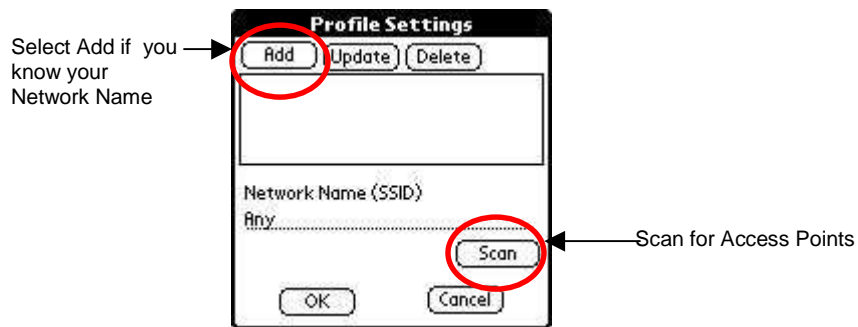 Profile Settings
Select Add if you
know your
Network Name
Add Update Delete
Network Name (SSID)
Any
Scan
Scan for Access Points
OK Cancel